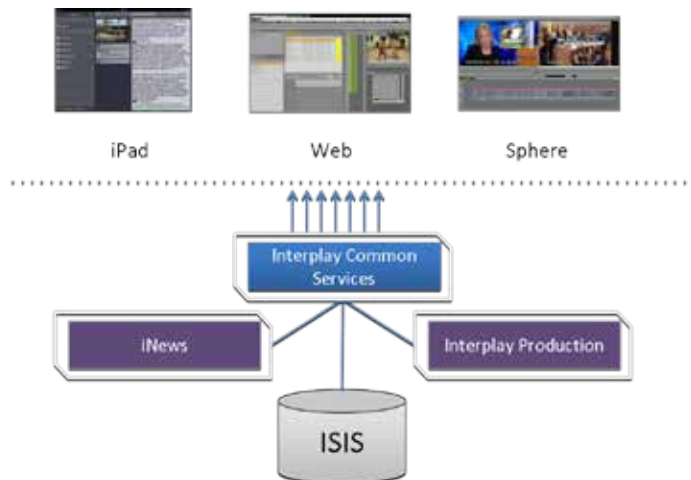 iPad
Web
Sphere
Interplay Common
Services
iNews
Interplay Production
ISIS